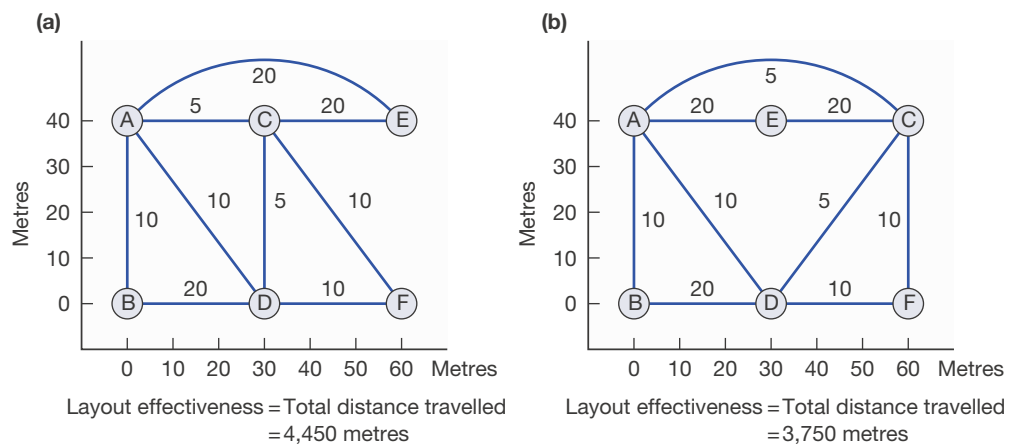 (a)
20
A 5 C 20 E
40
30
20
10
0
Metres
10
10
5
10
B 20 D 10 F
0 10 20 30 40 50 60 Metres
Layout effectiveness = Total distance travelled
= 4,450 metres
(b)
5
A 20 E 20 C
40
30
20
10
0
Metres
10
10
5
10
B 20 D 10 F
0 10 20 30 40 50 60 Metres
Layout effectiveness = Total distance travelled
= 3,750 metres